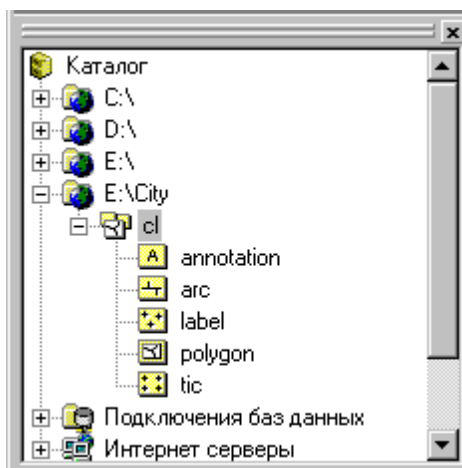 Каталог
C:\
D:\
E:\
E:\City
cl
annotation
arc
label
polygon
tic
Подключения баз данных
Интернет серверы